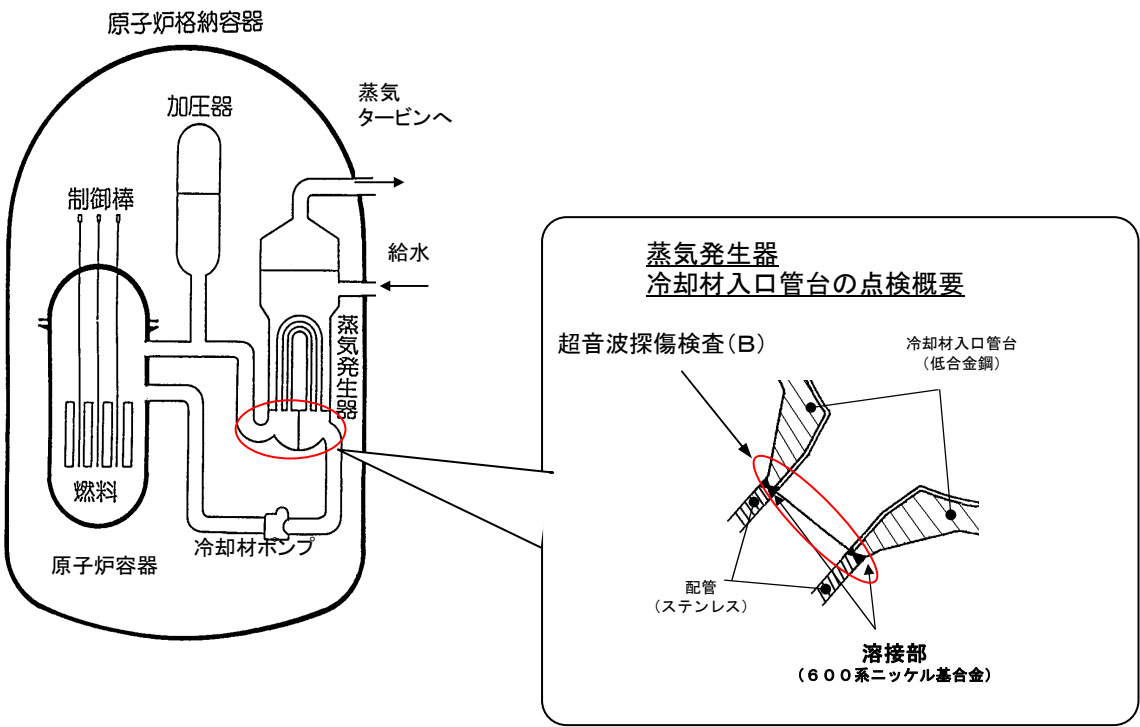 原子炉格納容器
加圧器
蒸気
タービンへ
制御棒
給水
蒸気発生器
燃料
冷却材ポンプ
原子炉容器
蒸気発生器
冷却材入口管台の点検概要
超音波探傷検査(B)
冷却材入口管台
(低合金鋼)
配管
(ステンレス)
溶接部
(600系ニッケル基合金)